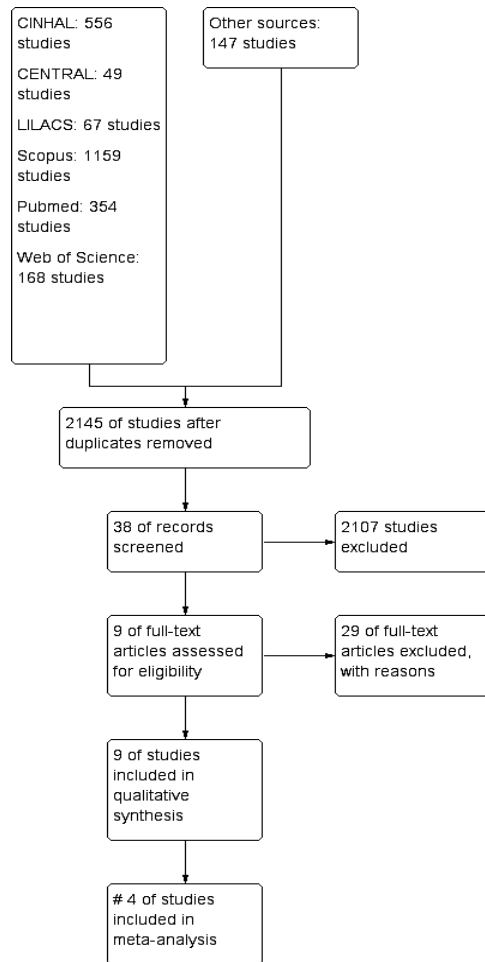 CINHAL: 556
studies
CENTRAL: 49
studies
LILACS: 67 studies
Scopus: 1159
studies
Pubmed: 354
studies
Web of Science:
168 studies
Other sources:
147 studies
2145 of studies after
duplicates removed
38 of records
screened
2107 studies
excluded
9 of full-text
articles assessed
for eligibility
29 of full-text
articles excluded,
with reasons
9 of studies
included in
qualitative
synthesis
# 4 of studies
included in
meta-analysis